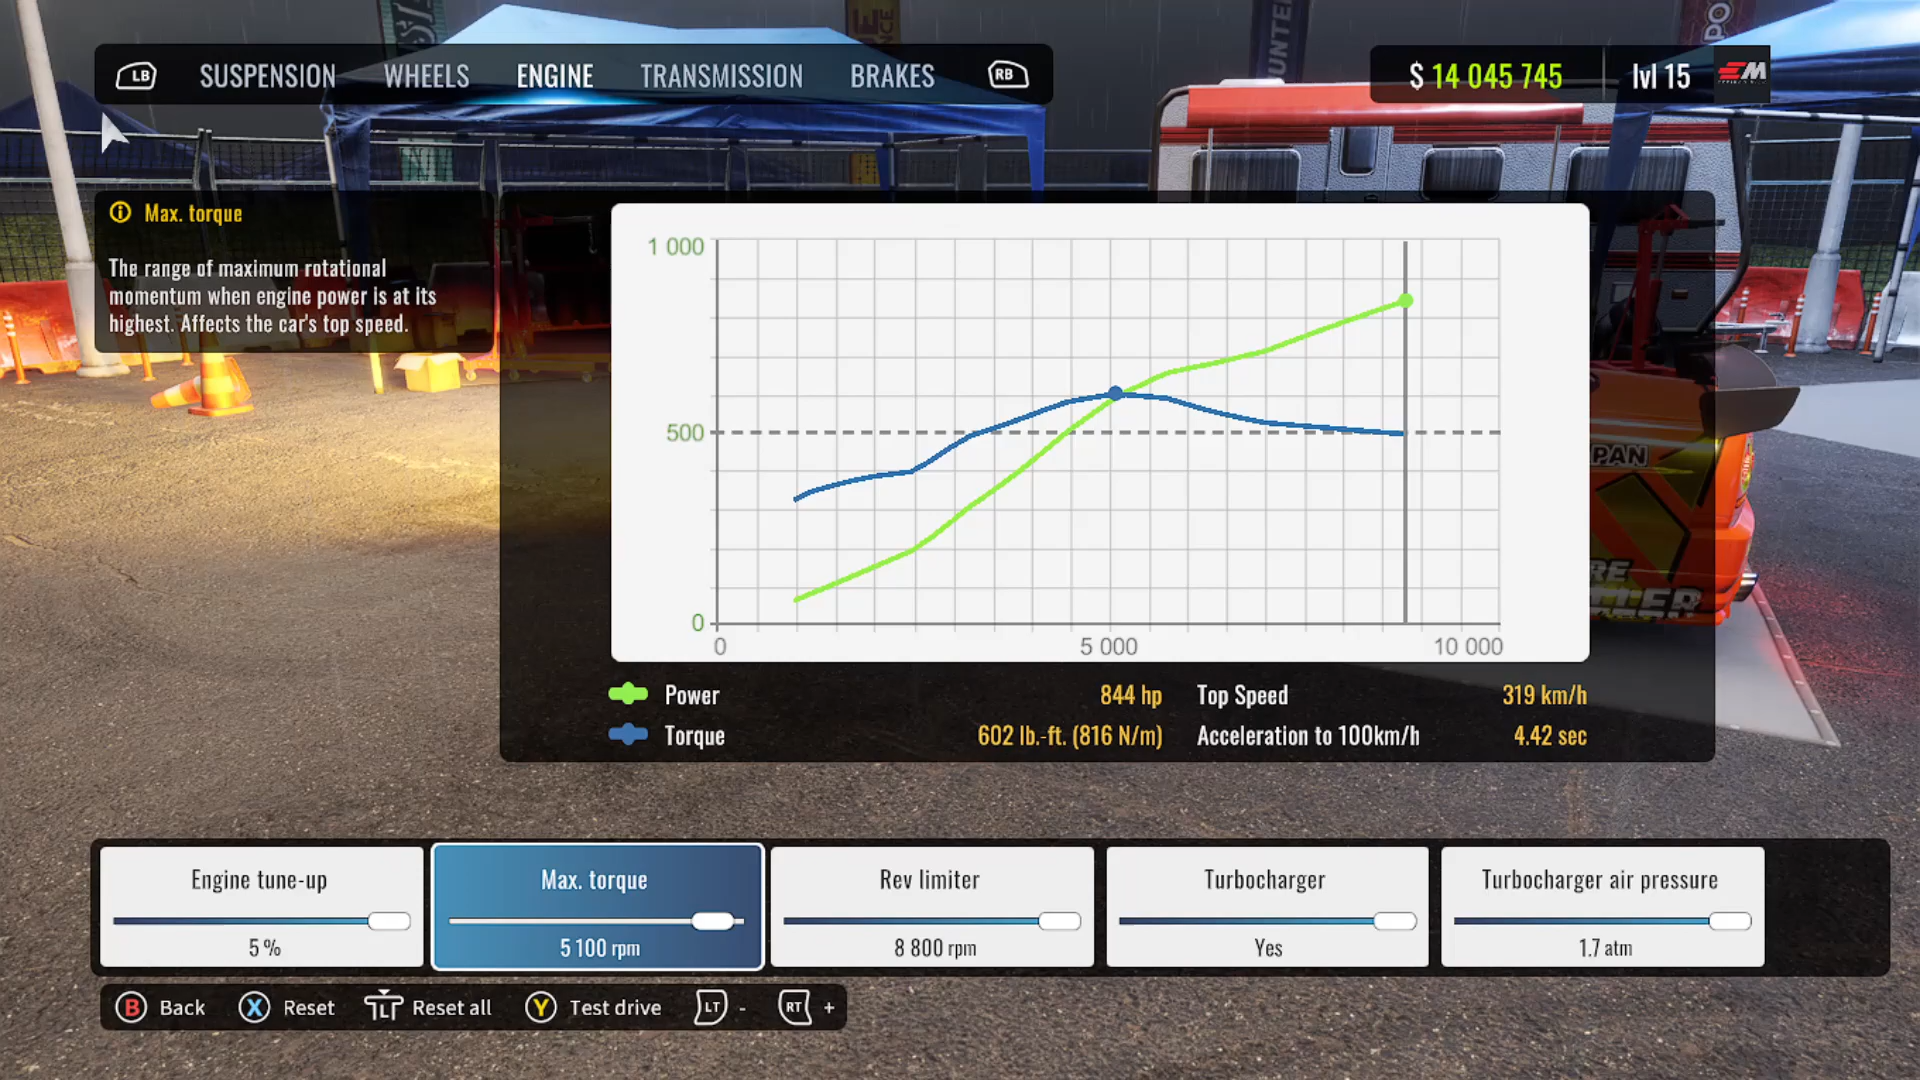 LB SUSPENSION WHEELS ENGINE TRANSMISSION BRAKES RB
$ 14 045 745 lvl 15
Max. torque
The range of maximum rotational
momentum when engine power is at its
highest. Affects the car's top speed.
1 000
500
0
0 5 000 10 000
Power 844 hp Top Speed 319 km/h
Torque 602 lb.-ft. (816 N/m) Acceleration to 100km/h 4.42 sec
PAN
Engine tune-up
5 %
Max. torque
5 100 rpm
Rev limiter
8 800 rpm
Turbocharger
Yes
Turbocharger air pressure
1.7 atm
B Back X Reset LT Reset all Y Test drive LT - RT +